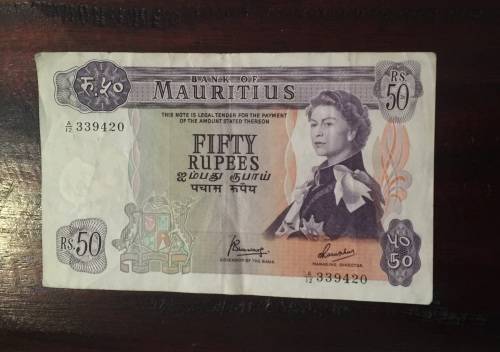 रु. ५०
BANK OF
MAURITIUS
Rs.
50
THIS NOTE IS LEGAL TENDER FOR THE PAYMENT
OF THE AMOUNT STATED THEREON
A/12 339420
FIFTY
RUPEES
ஐம்பது ரூபாய்
पचास रूपैय
Rs. 50
GOVERNOR OF THE BANK
MANAGING DIRECTOR
A/12 339420
५०
50